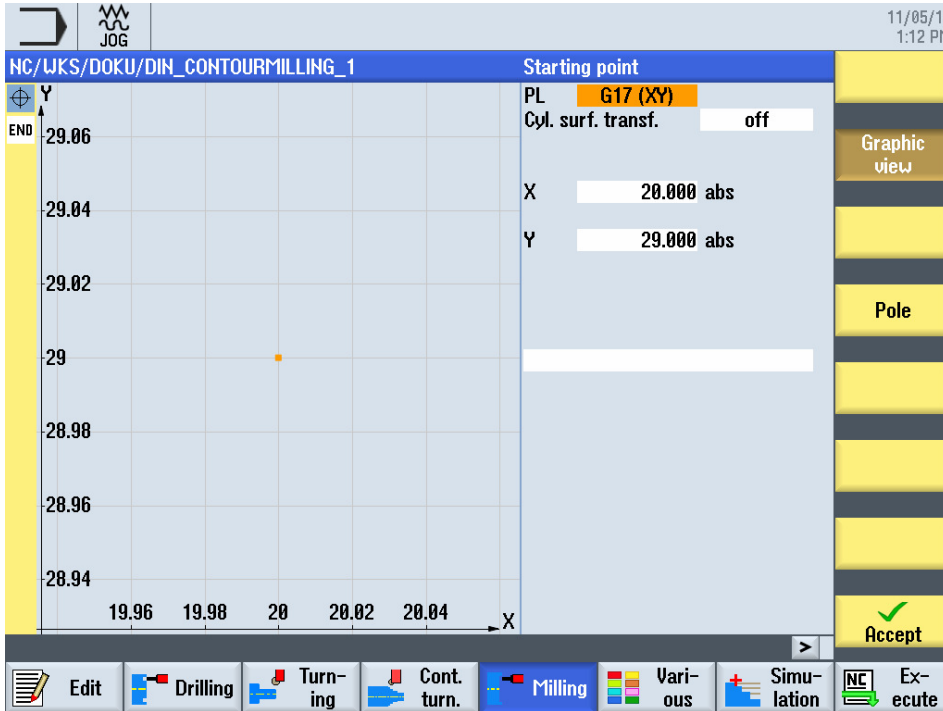 JOG
11/05/1
1:12 PM
NC/WKS/DOKU/DIN_CONTOURMILLING_1
Starting point
Y
END
29.06
29.04
29.02
29
28.98
28.96
28.94
19.96 19.98 20 20.02 20.04 X
PL G17 (XY)
Cyl. surf. transf. off
X 20.000 abs
Y 29.000 abs
Graphic
view
Pole
Accept
>
Edit
Drilling
Turn-
ing
Cont.
turn.
Milling
Vari-
ous
Simu-
lation
NC
Ex-
ecute